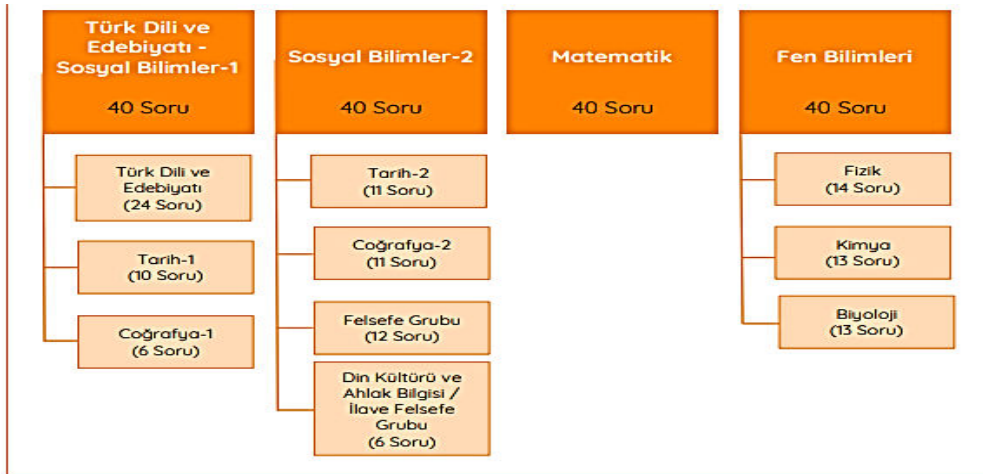 Türk Dili ve
Edebiyatı -
Sosyal Bilimler-1
40 Soru
Türk Dili ve
Edebiyatı
(24 Soru)
Tarih-1
(10 Soru)
Coğrafya-1
(6 Soru)
Sosyal Bilimler-2
40 Soru
Tarih-2
(11 Soru)
Coğrafya-2
(11 Soru)
Felsefe Grubu
(12 Soru)
Din Kültürü ve
Ahlak Bilgisi /
İlave Felsefe
Grubu
(6 Soru)
Matematik
40 Soru
Fen Bilimleri
40 Soru
Fizik
(14 Soru)
Kimya
(13 Soru)
Biyoloji
(13 Soru)